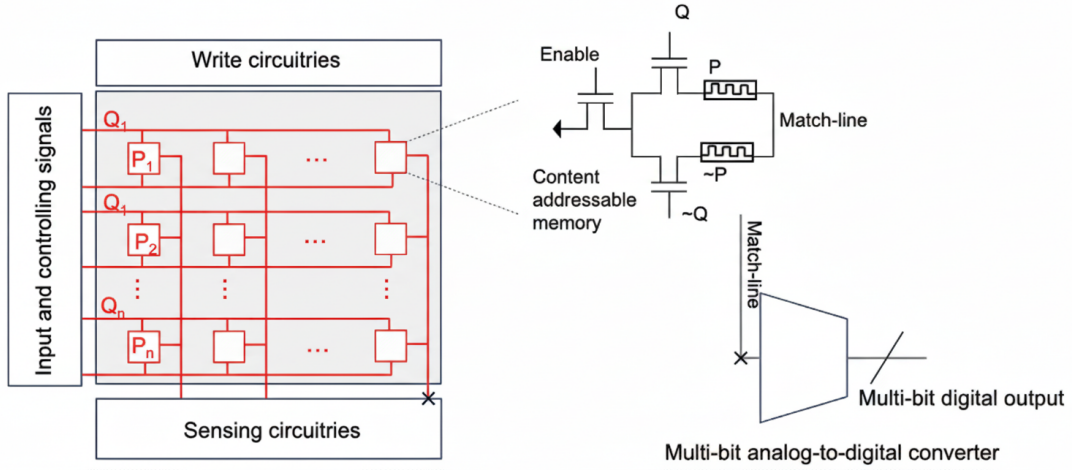 Write circuitries
Input and controlling signals
Q1
P1
...
Q1
P2
...
Qn
Pn
...
Sensing circuitries
Q
Enable
P
Match-line
~P
Content
addressable
memory
~Q
Match-line
Multi-bit digital output
Multi-bit analog-to-digital converter